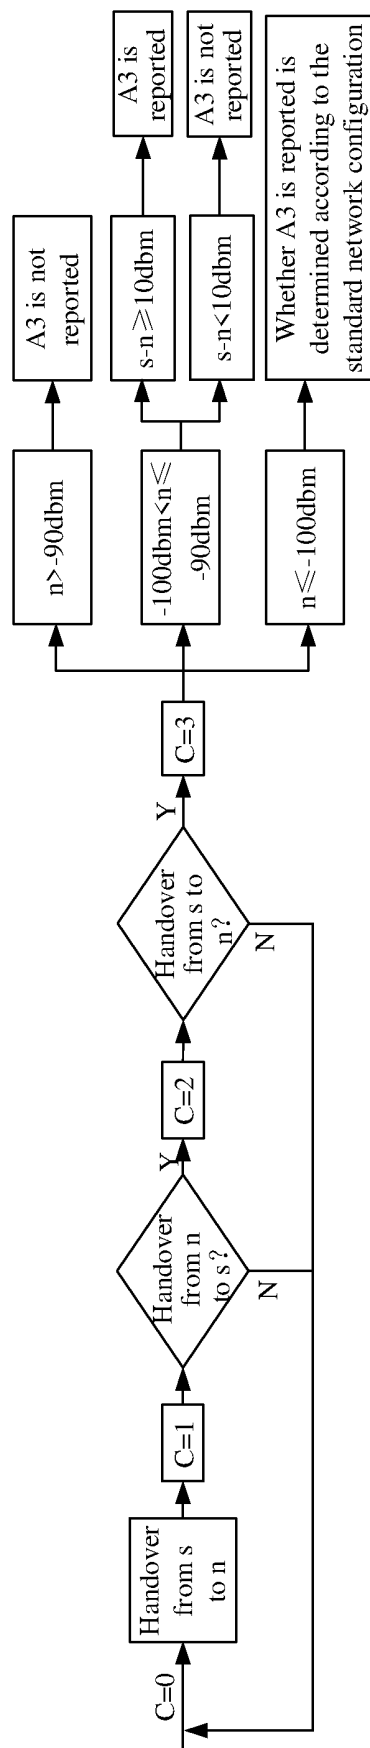 C=0
Handover
from s
to n
C=1
Handover
from n
to s?
Y
N
C=2
Handover
from s to
n?
Y
N
C=3
n>-90dbm
A3 is not
reported
-100dbm<n≤
-90dbm
s-n≥10dbm
A3 is
reported
s-n<10dbm
A3 is not
reported
n≤-100dbm
Whether A3 is reported is
determined according to the
standard network configuration